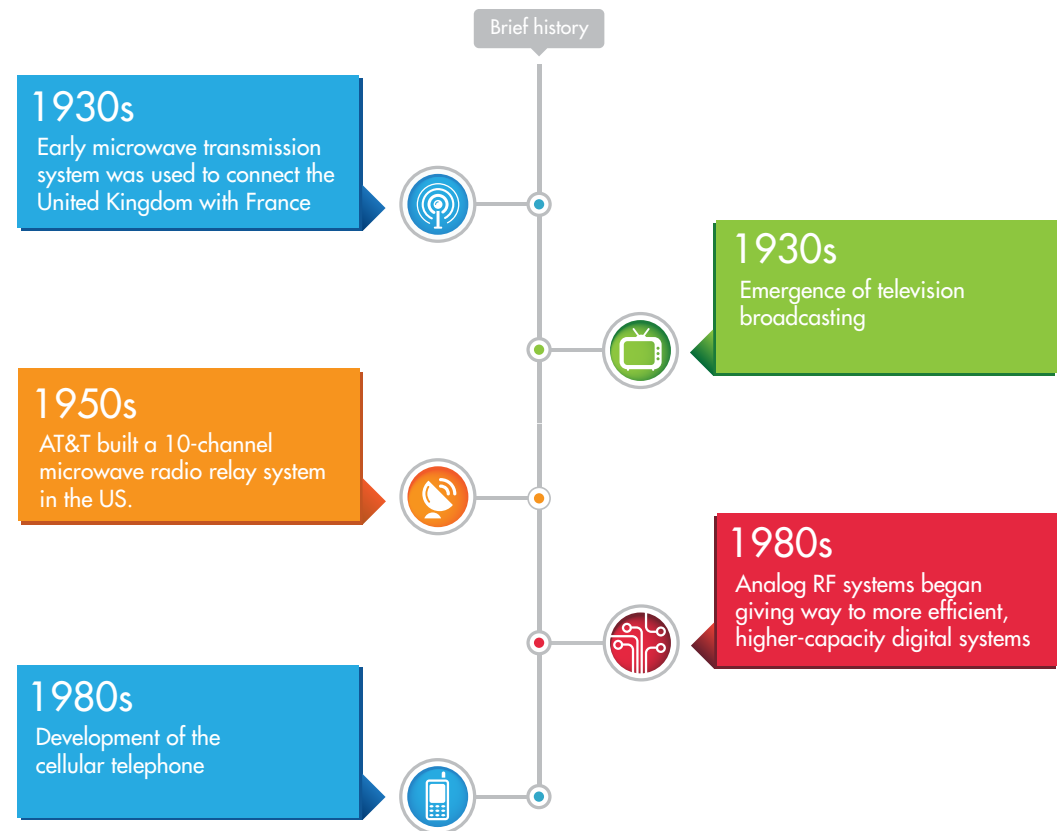 Brief history
1930s
Early microwave transmission
system was used to connect the
United Kingdom with France
1930s
Emergence of television
broadcasting
1950s
AT&T built a 10-channel
microwave radio relay system
in the US.
1980s
Analog RF systems began
giving way to more efficient,
higher-capacity digital systems
1980s
Development of the
cellular telephone